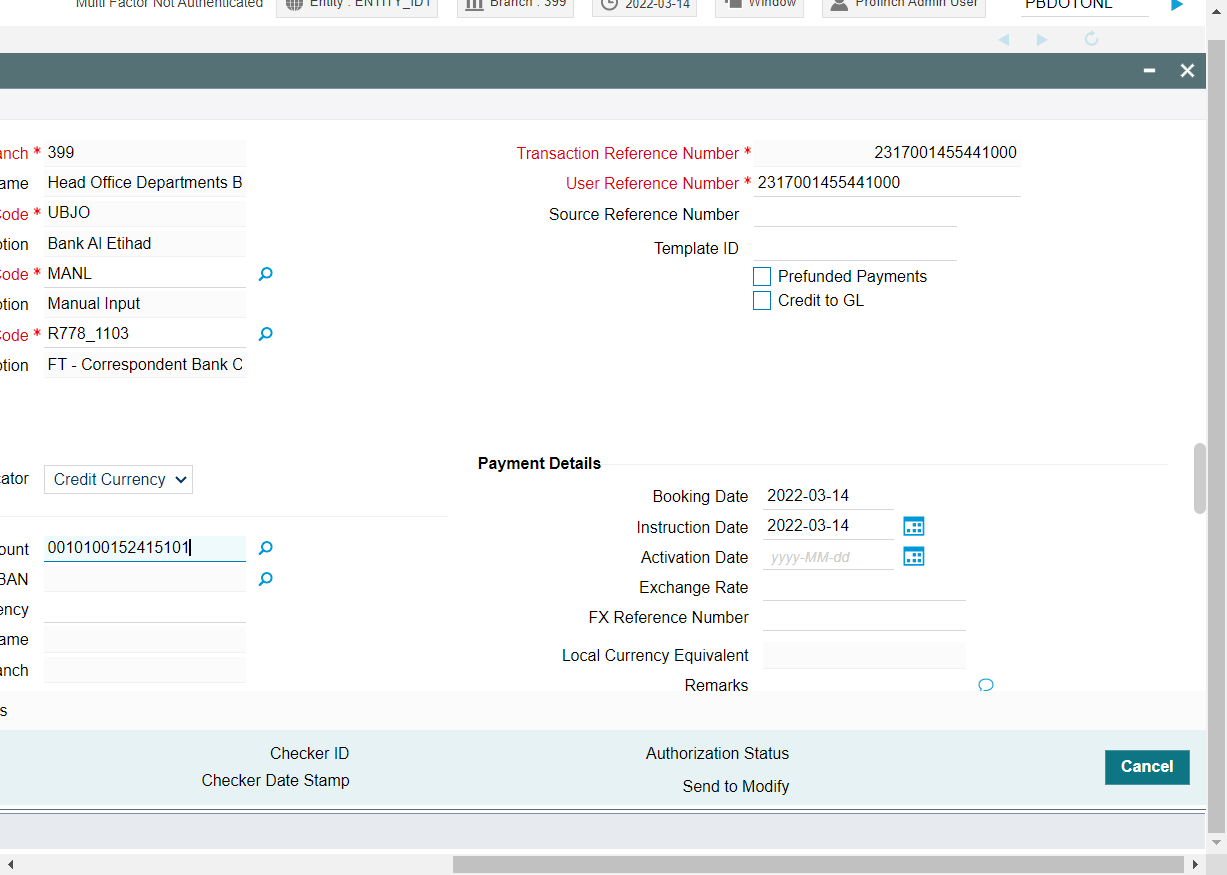 Multi Factor Not Authenticated Entity : ENTITY_ID1 Branch : 399 2022-03-14 Window Profinch Admin User PBDOTONL
anch * 399
Transaction Reference Number * 2317001455441000
ame Head Office Departments B
User Reference Number * 2317001455441000
Code * UBJO
Source Reference Number
ption Bank Al Etihad
Template ID
Code * MANL
Prefunded Payments
ption Manual Input
Credit to GL
Code * R778_1103
ption FT - Correspondent Bank C
Payment Details
cator Credit Currency
Booking Date 2022-03-14
Instruction Date 2022-03-14
ount 0010100152415101
Activation Date yyyy-MM-dd
BAN
Exchange Rate
ency
FX Reference Number
ame
Local Currency Equivalent
anch
Remarks
s
Checker ID
Authorization Status
Cancel
Checker Date Stamp
Send to Modify